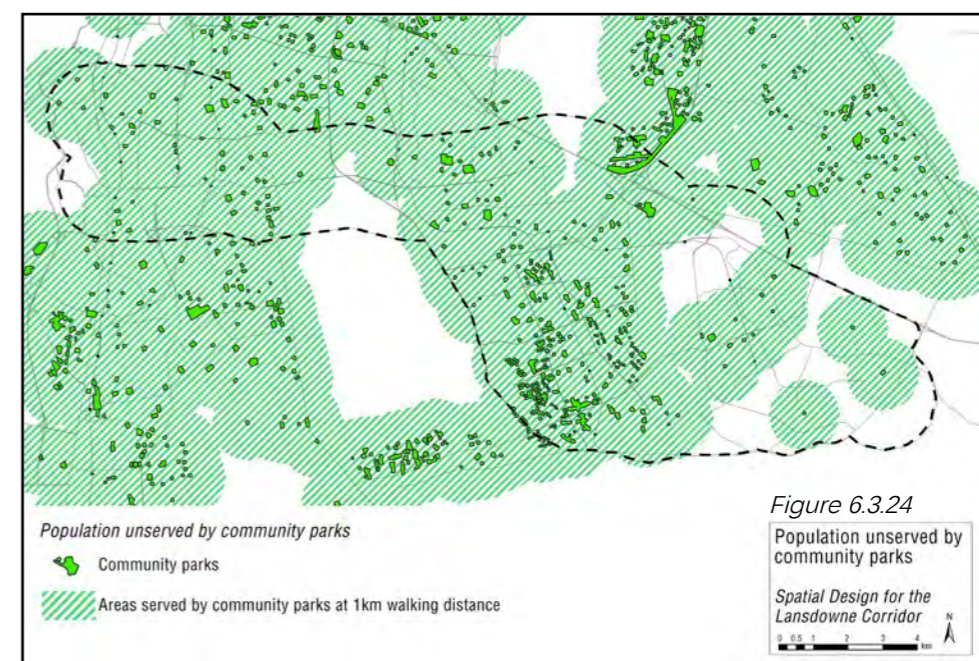 Population unserved by community parks
Community parks
Areas served by community parks at 1km walking distance
Figure 6.3.24
Population unserved by
community parks
Spatial Design for the
Lansdowne Corridor
N
0 0.5 1 2 3 4
km